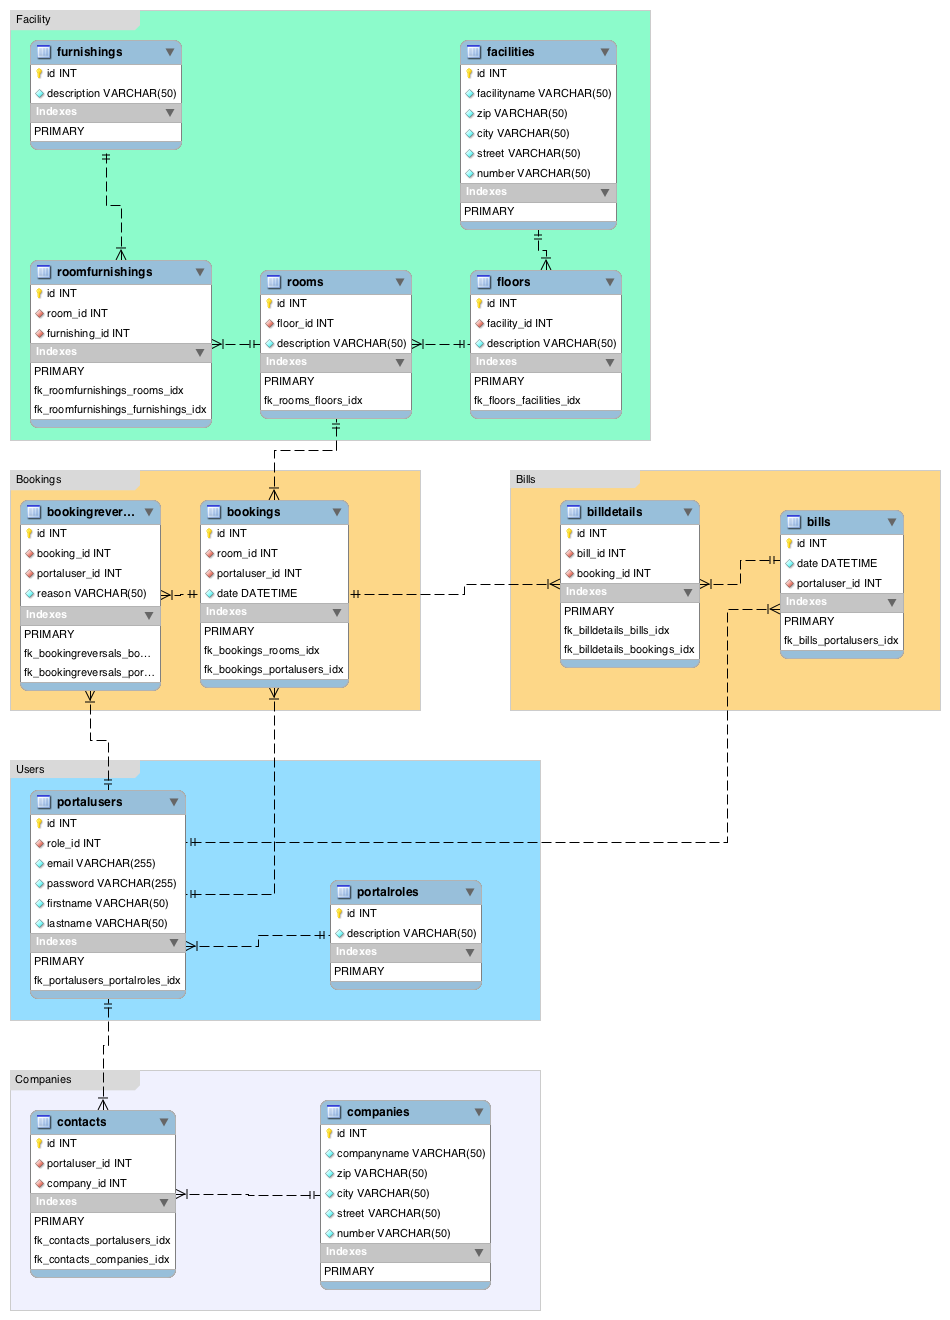 Facility
furnishings
id INT
description VARCHAR(50)
Indexes
PRIMARY
facilities
id INT
facilityname VARCHAR(50)
zip VARCHAR(50)
city VARCHAR(50)
street VARCHAR(50)
number VARCHAR(50)
Indexes
PRIMARY
roomfurnishings
id INT
room_id INT
furnishing_id INT
Indexes
PRIMARY
fk_roomfurnishings_rooms_idx
fk_roomfurnishings_furnishings_idx
rooms
id INT
floor_id INT
description VARCHAR(50)
Indexes
PRIMARY
fk_rooms_floors_idx
floors
id INT
facility_id INT
description VARCHAR(50)
Indexes
PRIMARY
fk_floors_facilities_idx
Bookings
bookingrever...
id INT
booking_id INT
portaluser_id INT
reason VARCHAR(50)
Indexes
PRIMARY
fk_bookingreversals_bo...
fk_bookingreversals_por...
bookings
id INT
room_id INT
portaluser_id INT
date DATETIME
Indexes
PRIMARY
fk_bookings_rooms_idx
fk_bookings_portalusers_idx
Bills
billdetails
id INT
bill_id INT
booking_id INT
Indexes
PRIMARY
fk_billdetails_bills_idx
fk_billdetails_bookings_idx
bills
id INT
date DATETIME
portaluser_id INT
Indexes
PRIMARY
fk_bills_portalusers_idx
Users
portalusers
id INT
role_id INT
email VARCHAR(255)
password VARCHAR(255)
firstname VARCHAR(50)
lastname VARCHAR(50)
Indexes
PRIMARY
fk_portalusers_portalroles_idx
portalroles
id INT
description VARCHAR(50)
Indexes
PRIMARY
Companies
contacts
id INT
portaluser_id INT
company_id INT
Indexes
PRIMARY
fk_contacts_portalusers_idx
fk_contacts_companies_idx
companies
id INT
companyname VARCHAR(50)
zip VARCHAR(50)
city VARCHAR(50)
street VARCHAR(50)
number VARCHAR(50)
Indexes
PRIMARY